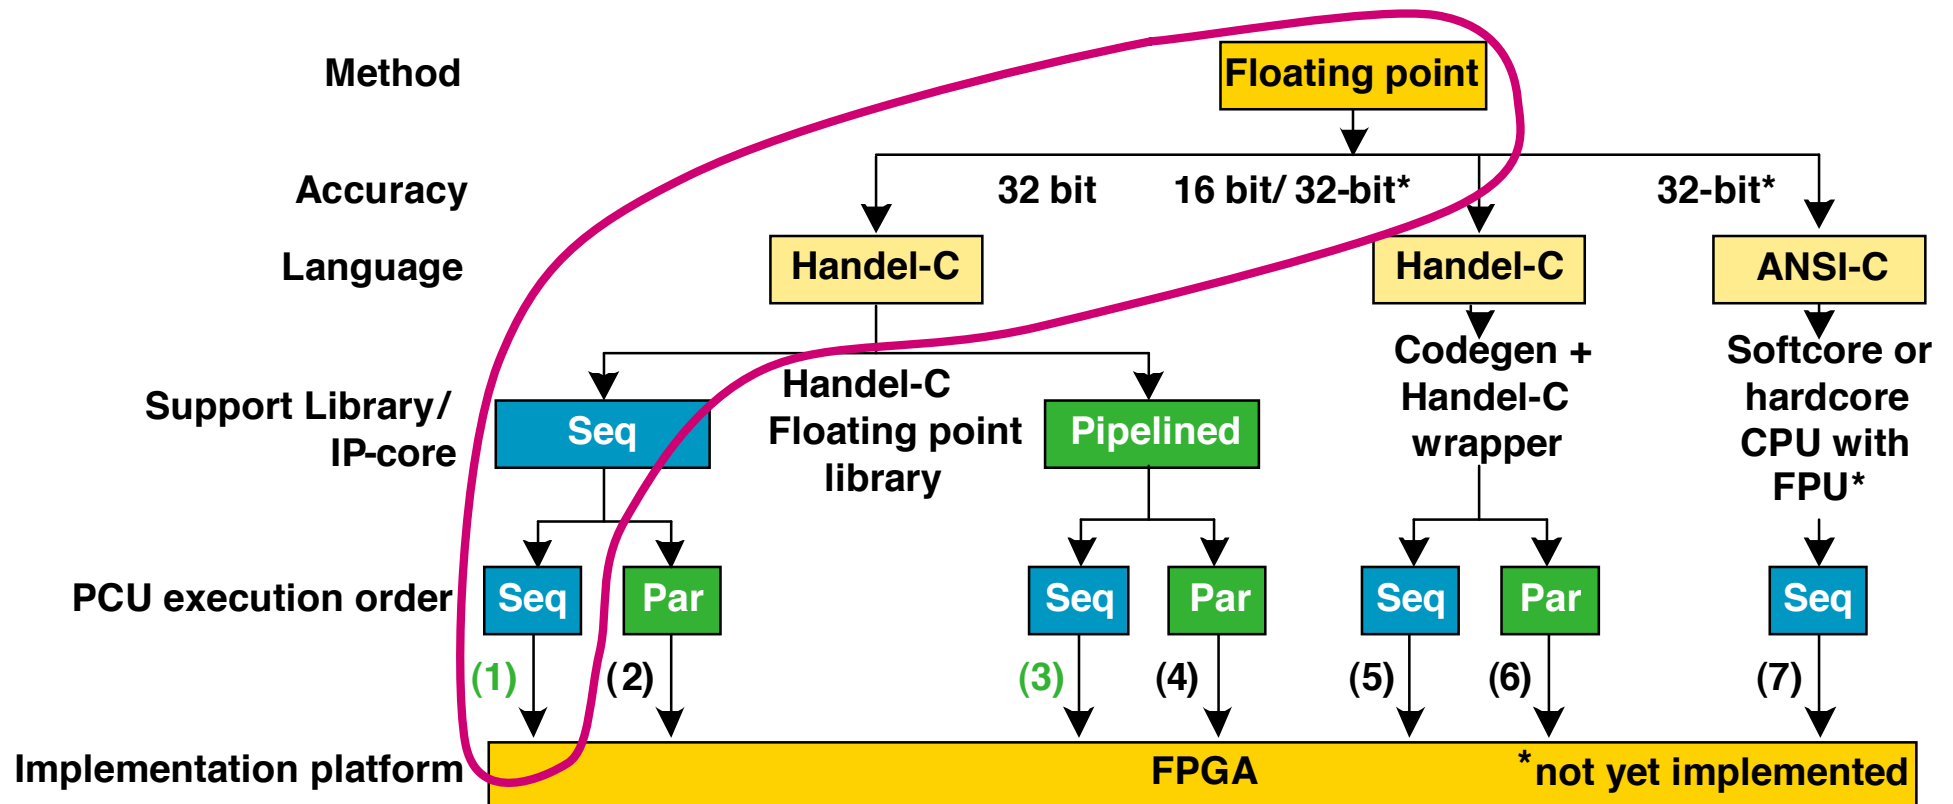 Method
Floating point
Accuracy
32 bit
16 bit/ 32-bit*
32-bit*
Language
Handel-C
Handel-C
ANSI-C
Support Library/
IP-core
Seq
Handel-C
Floating point
library
Pipelined
Codegen +
Handel-C
wrapper
Softcore or
hardcore
CPU with
FPU*
PCU execution order
Seq
Par
Seq
Par
Seq
Par
Seq
(1)
(2)
(3)
(4)
(5)
(6)
(7)
Implementation platform
FPGA
*not yet implemented